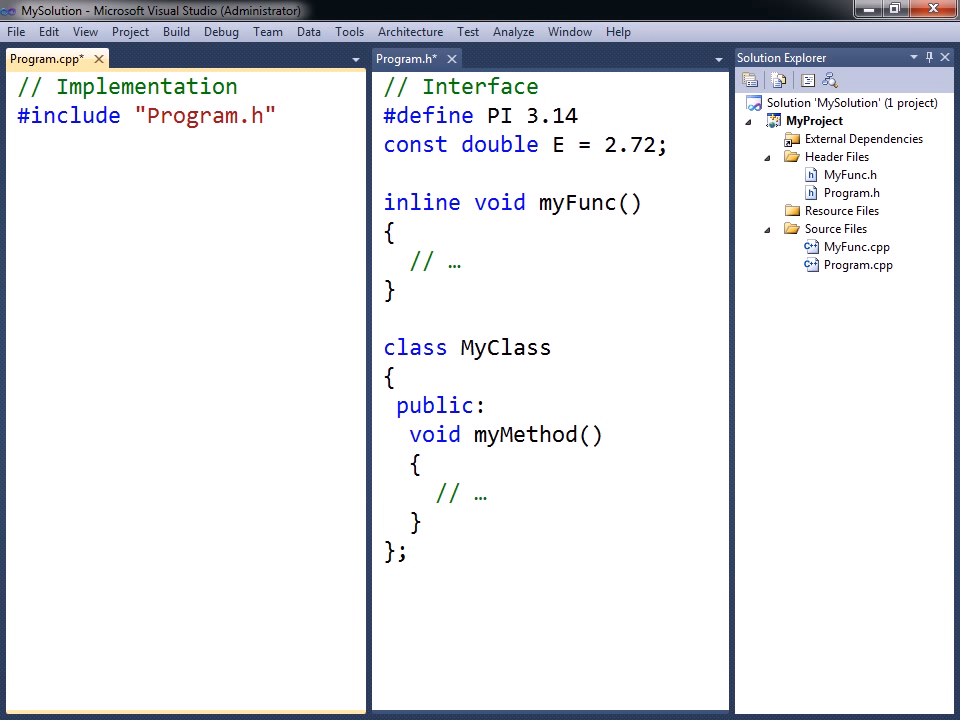 MySolution - Microsoft Visual Studio (Administrator)
File Edit View Project Build Debug Team Data Tools Architecture Test Analyze Window Help
Program.cpp*
// Implementation
#include "Program.h"
Program.h*
// Interface
#define PI 3.14
const double E = 2.72;
inline void myFunc()
{
// …
}
class MyClass
{
public:
void myMethod()
{
// …
}
};
Solution Explorer
Solution 'MySolution' (1 project)
MyProject
External Dependencies
Header Files
h MyFunc.h
h Program.h
Resource Files
Source Files
C++ MyFunc.cpp
C++ Program.cpp